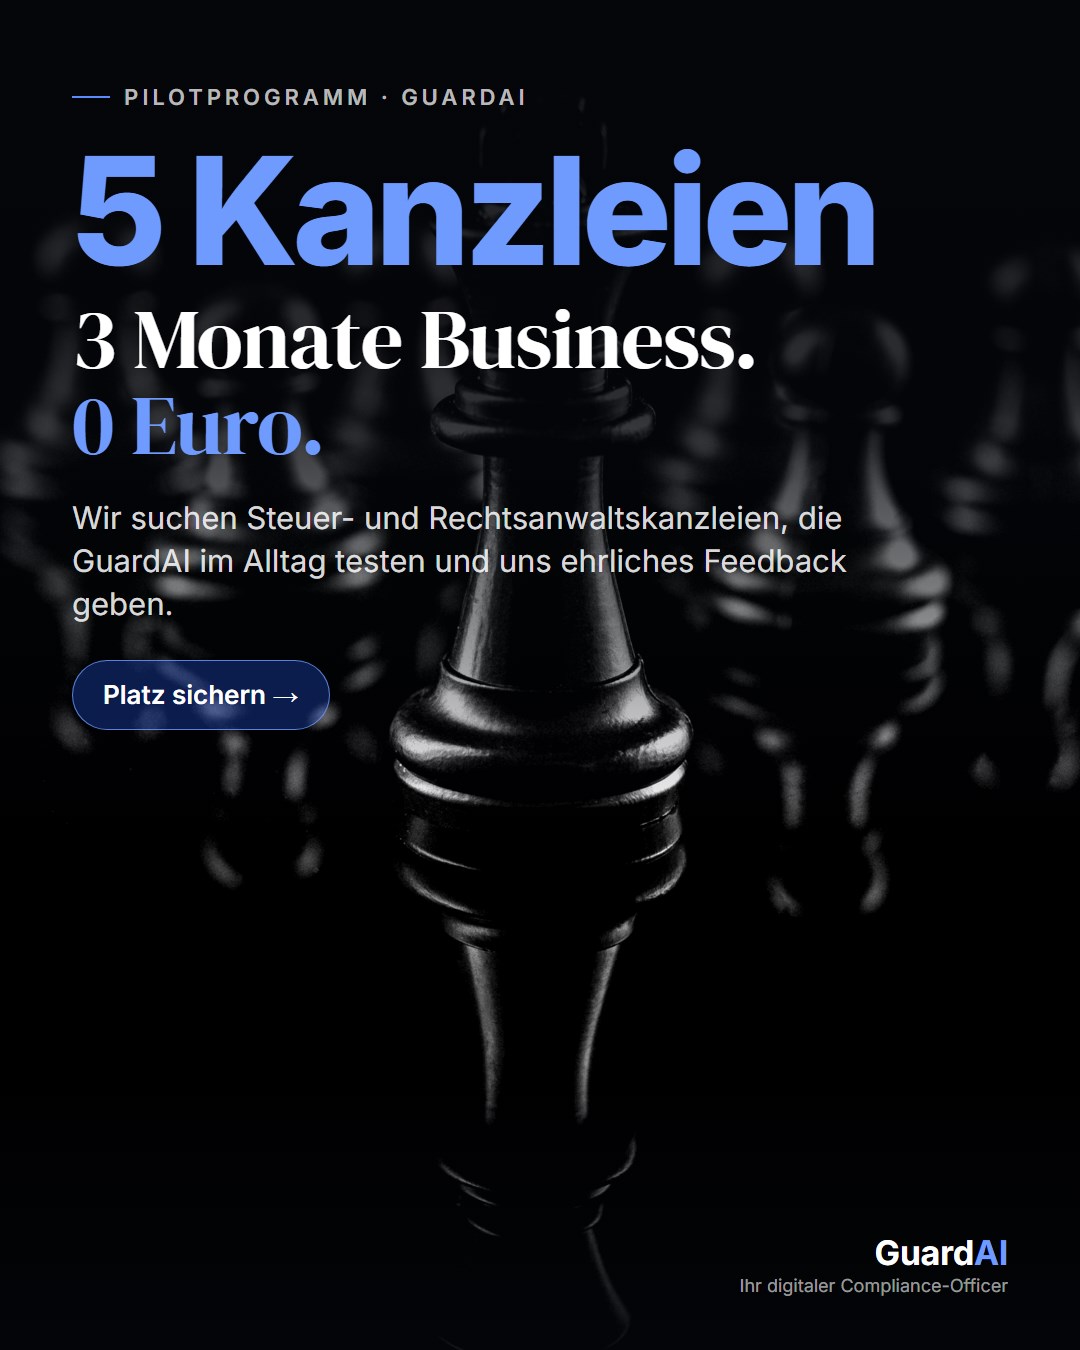 PILOTPROGRAMM · GUARDAI
5 Kanzleien
3 Monate Business.
0 Euro.
Wir suchen Steuer- und Rechtsanwaltskanzleien, die
GuardAI im Alltag testen und uns ehrliches Feedback
geben.
Platz sichern →
GuardAI
Ihr digitaler Compliance-Officer